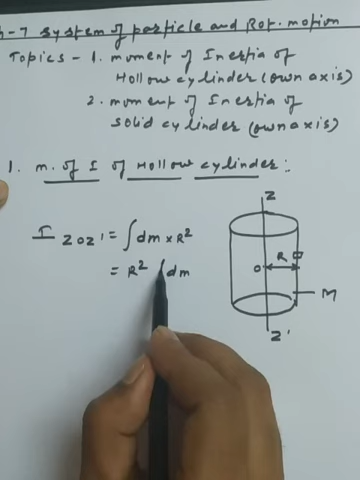 h-7 system of particle and Rot. motion
Topics - 1. moment of Inertia of
Hollow cylinder (own axis)
2. moment of Inertia of
solid cylinder (own axis)
1. m. of I of Hollow cylinder:
I zoz' = ∫dm × R²
= R² ∫dm
Z
R
O
M
Z'